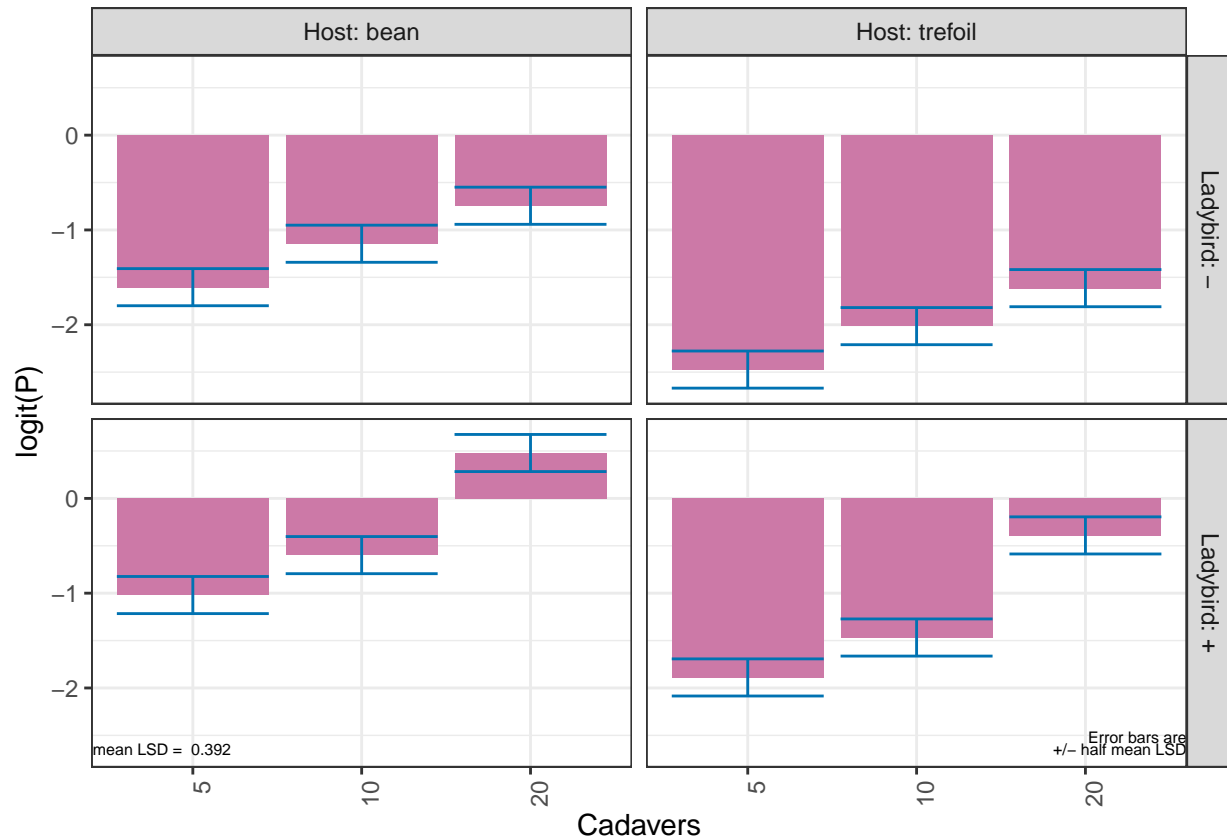 Host: bean
Host: trefoil
0
−1
−2
Ladybird: −
logit(P)
0
−1
−2
Ladybird: +
mean LSD = 0.392
Error bars are
+/− half mean LSD
5
10
20
5
10
20
Cadavers